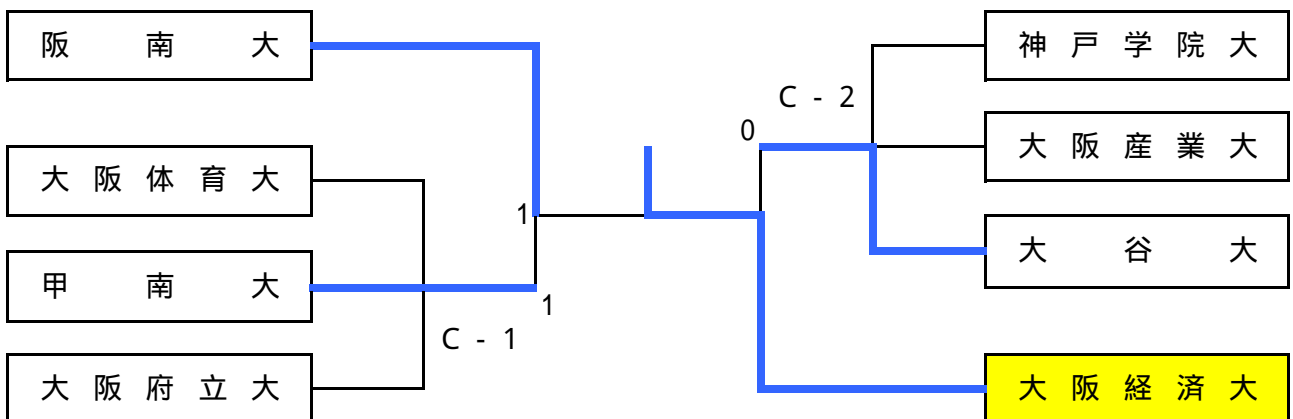 阪南大
大阪体育大
甲南大
大阪府立大
1
1
C - 1
0
C - 2
神戸学院大
大阪産業大
大谷大
大阪経済大